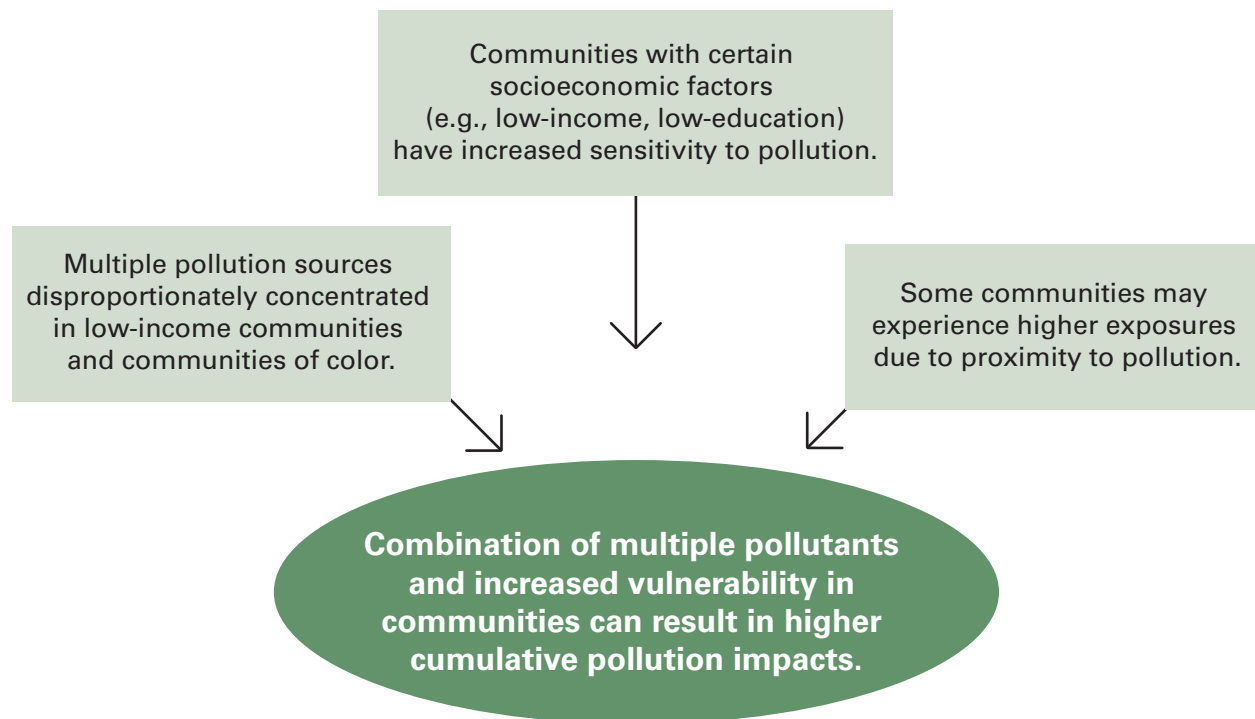 Communities with certain
socioeconomic factors
(e.g., low-income, low-education)
have increased sensitivity to pollution.
Multiple pollution sources
disproportionately concentrated
in low-income communities
and communities of color.
Some communities may
experience higher exposures
due to proximity to pollution.
Combination of multiple pollutants
and increased vulnerability in
communities can result in higher
cumulative pollution impacts.